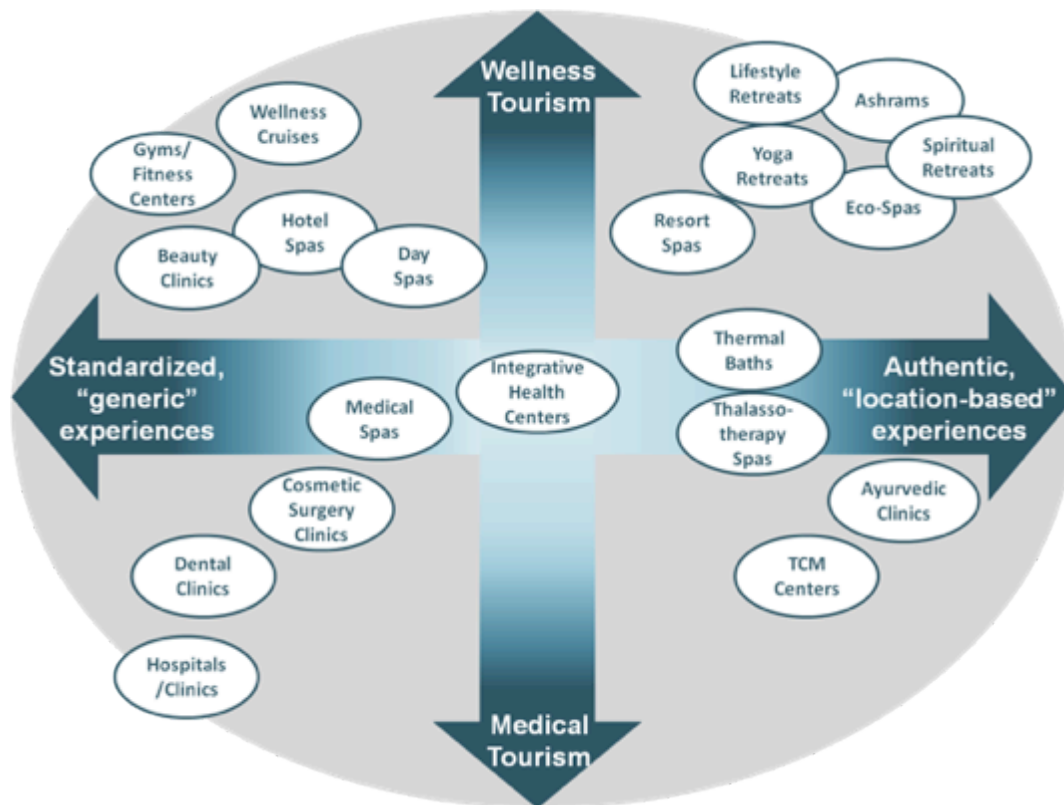 Wellness
Tourism
Lifestyle
Retreats
Ashrams
Wellness
Cruises
Gyms/
Fitness
Centers
Yoga
Retreats
Spiritual
Retreats
Hotel
Spas
Resort
Spas
Eco-Spas
Beauty
Clinics
Day
Spas
Standardized,
“generic”
experiences
Integrative
Health
Centers
Thermal
Baths
Authentic,
“location-based”
experiences
Medical
Spas
Thalasso-
therapy
Spas
Cosmetic
Surgery
Clinics
Ayurvedic
Clinics
Dental
Clinics
TCM
Centers
Hospitals
/Clinics
Medical
Tourism